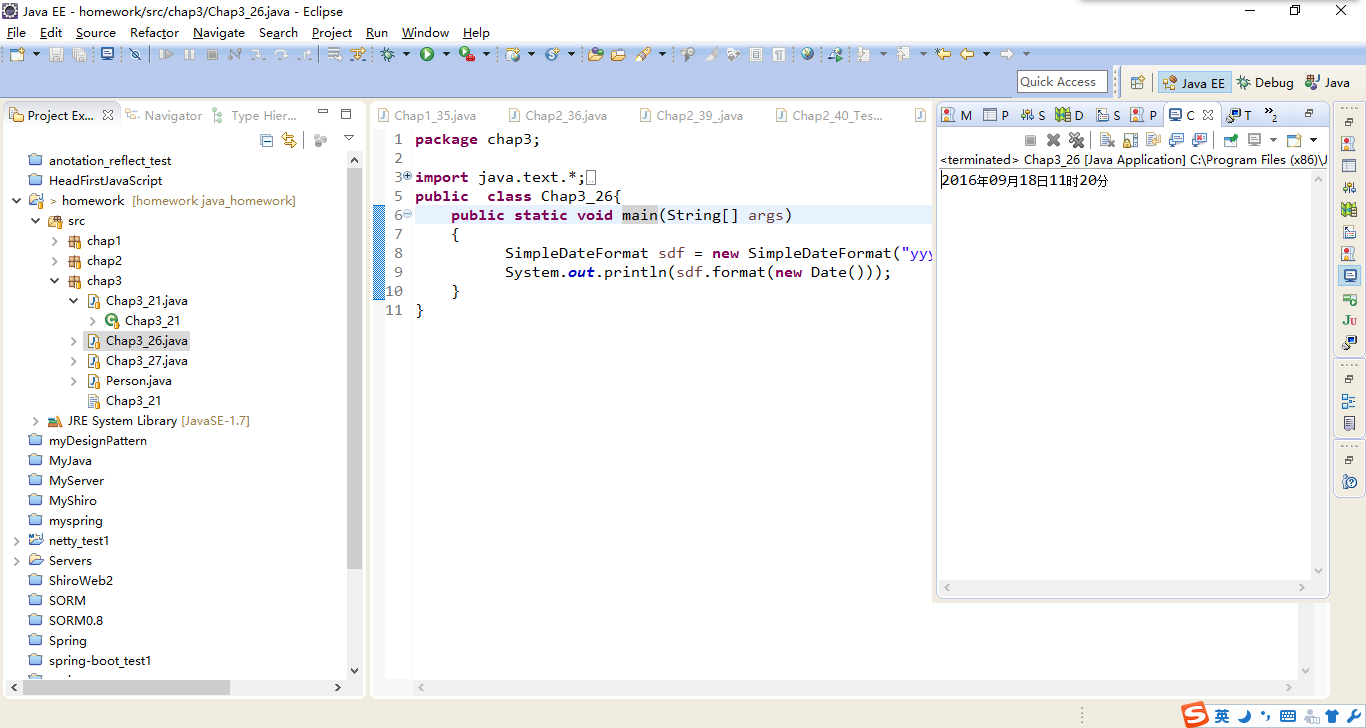 Java EE - homework/src/chap3/Chap3_26.java - Eclipse
File Edit Source Refactor Navigate Search Project Run Window Help
Quick Access
Java EE
Debug
Java
Project Ex...
Navigator
Type Hier...
anotation_reflect_test
HeadFirstJavaScript
> homework [homework java_homework]
src
chap1
chap2
chap3
Chap3_21.java
Chap3_21
Chap3_26.java
Chap3_27.java
Person.java
Chap3_21
JRE System Library [JavaSE-1.7]
myDesignPattern
MyJava
MyServer
MyShiro
myspring
netty_test1
Servers
ShiroWeb2
SORM
SORM0.8
Spring
spring-boot_test1
Chap1_35.java
Chap2_36.java
Chap2_39_.java
Chap2_40_Tes...
1 package chap3;
2
3 import java.text.*;
5 public  class Chap3_26{
6 public static void main(String[] args)
7 {
8 SimpleDateFormat sdf = new SimpleDateFormat("yyy
9 System.out.println(sdf.format(new Date()));
10 }
11 }
M P S D S P C T »2
<terminated> Chap3_26 [Java Application] C:\Program Files (x86)\J
2016年09月18日11时20分
JU
S 英